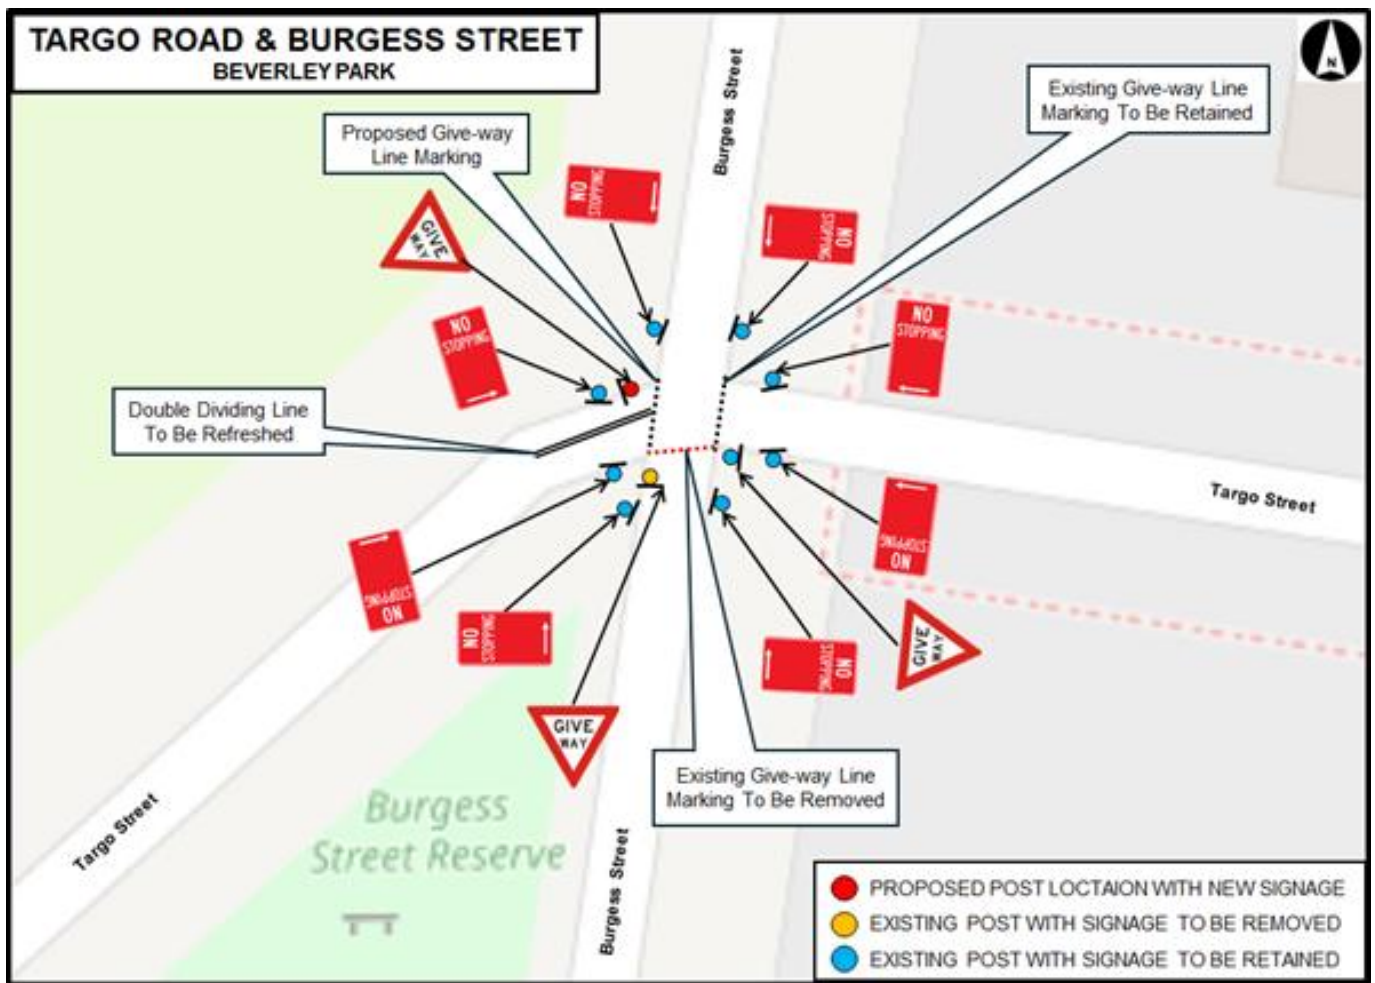 TARGO ROAD & BURGESS STREET
BEVERLEY PARK
N
Burgess Street
Existing Give-way Line
Marking To Be Retained
Proposed Give-way
Line Marking
NO
STOPPING
NO
STOPPING
GIVE
WAY
NO
STOPPING
NO
STOPPING
Double Dividing Line
To Be Refreshed
Targo Street
NO
STOPPING
NO
STOPPING
NO
STOPPING
NO
STOPPING
GIVE
WAY
GIVE
WAY
Existing Give-way Line
Marking To Be Removed
Burgess
Street Reserve
Targo Street
Burgess Street
PROPOSED POST LOCTAION WITH NEW SIGNAGE
EXISTING POST WITH SIGNAGE TO BE REMOVED
EXISTING POST WITH SIGNAGE TO BE RETAINED